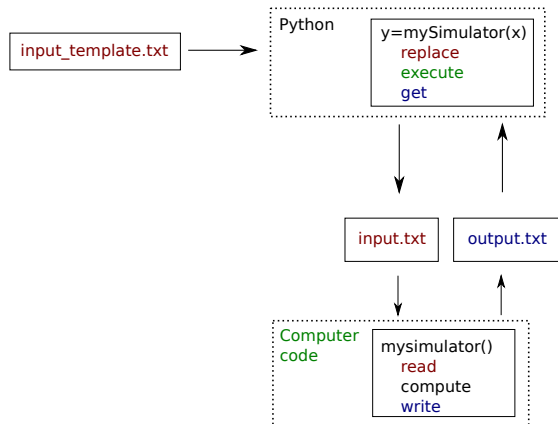 input_template.txt
Python
y=mySimulator(x)
replace
execute
get
input.txt
output.txt
Computer
code
mysimulator()
read
compute
write